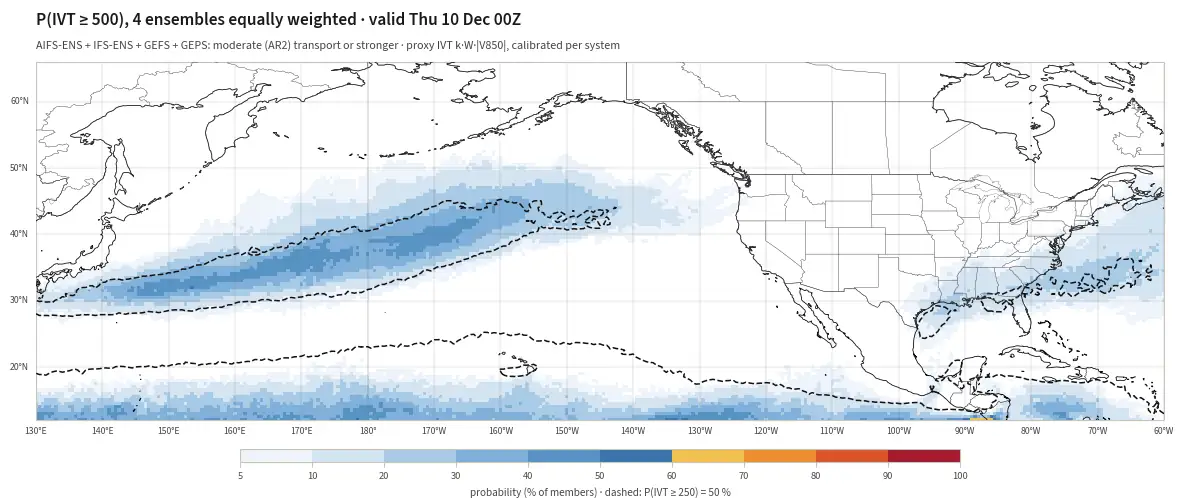 P(IVT ≥ 500), 4 ensembles equally weighted · valid Thu 10 Dec 00Z
AIFS-ENS + IFS-ENS + GEFS + GEPS: moderate (AR2) transport or stronger · proxy IVT k·W·|V850|, calibrated per system
60°N
50°N
40°N
30°N
20°N
130°E 140°E 150°E 160°E 170°E 180° 170°W 160°W 150°W 140°W 130°W 120°W 110°W 100°W 90°W 80°W 70°W 60°W
5 10 20 30 40 50 60 70 80 90 100
probability (% of members) · dashed: P(IVT ≥ 250) = 50 %